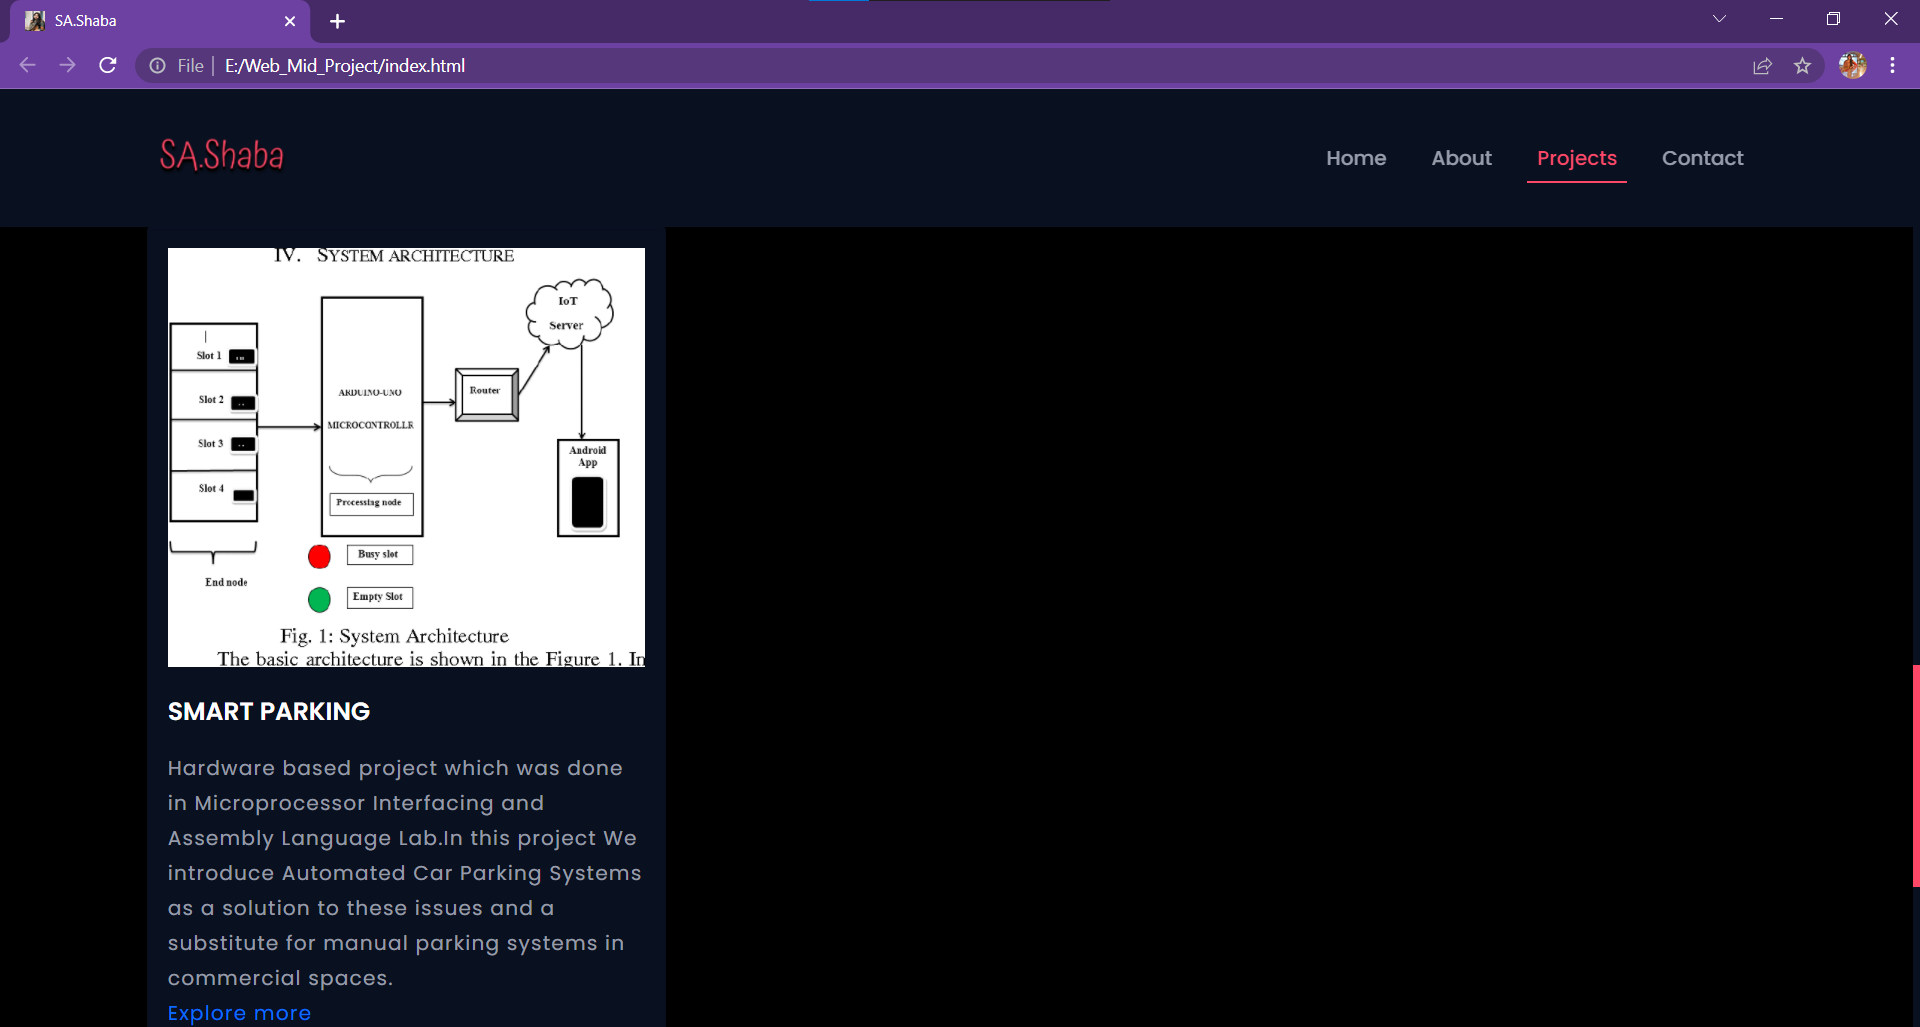 SA.Shaba
File | E:/Web_Mid_Project/index.html
SA.Shaba
Home About Projects Contact
IV. SYSTEM ARCHITECTURE
IoT
Server
Slot 1
Slot 2
Slot 3
Slot 4
ARDUINO-UNO
MICROCONTROLLR
Processing node
Router
Android
App
Busy slot
Empty Slot
End node
Fig. 1: System Architecture
The basic architecture is shown in the Figure 1. In
SMART PARKING
Hardware based project which was done
in Microprocessor Interfacing and
Assembly Language Lab.In this project We
introduce Automated Car Parking Systems
as a solution to these issues and a
substitute for manual parking systems in
commercial spaces.
Explore more